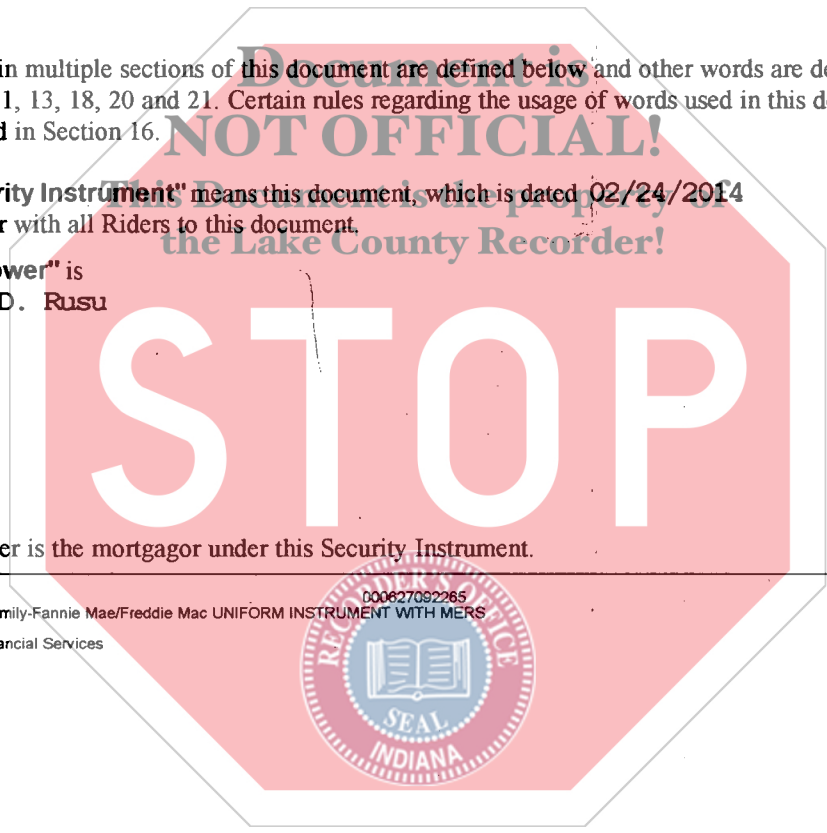 Document is
in multiple sections of this document are defined below and other words are de
1, 13, 18, 20 and 21. Certain rules regarding the usage of words used in this d
d in Section 16.
NOT OFFICIAL!
rity Instrument" means this document, which is dated 02/24/2014
This Document is the property of
r with all Riders to this document.
the Lake County Recorder!
ower" is
D. Rusu
STOP
er is the mortgagor under this Security Instrument.
000627092265
mily-Fannie Mae/Freddie Mac UNIFORM INSTRUMENT WITH MERS
ancial Services
RECORDER'S OFFICE
SEAL
INDIANA